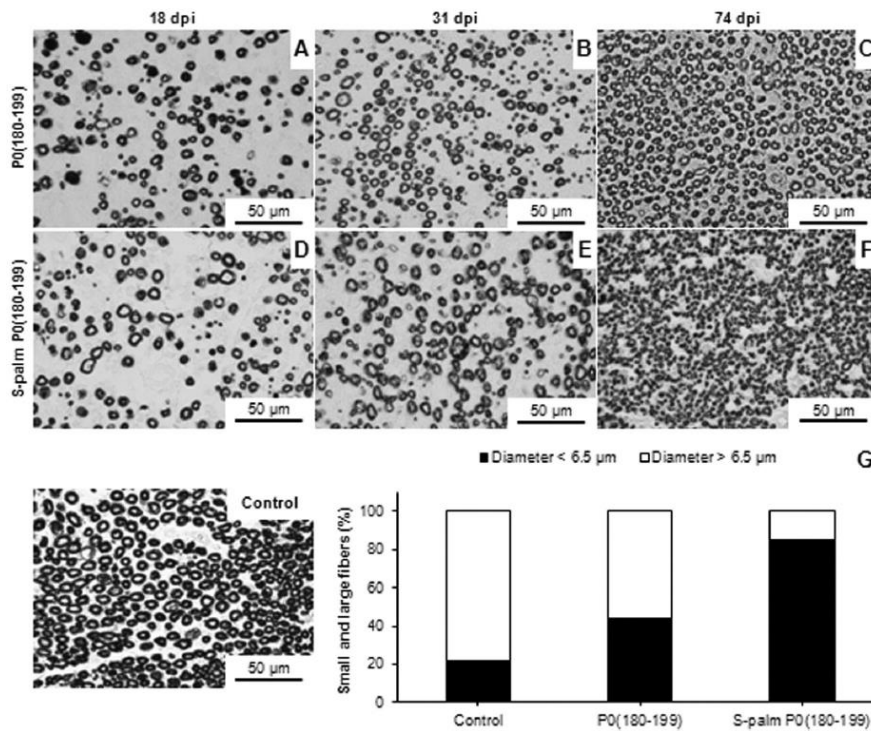 18 dpi 31 dpi 74 dpi
P0(180-199)
A B C
50 µm 50 µm 50 µm
S-palm P0(180-199)
D E F
50 µm 50 µm 50 µm
Diameter < 6.5 µm Diameter > 6.5 µm G
Control
50 µm
Small and large fibers (%)
100
80
60
40
20
0
Control P0(180-199) S-palm P0(180-199)